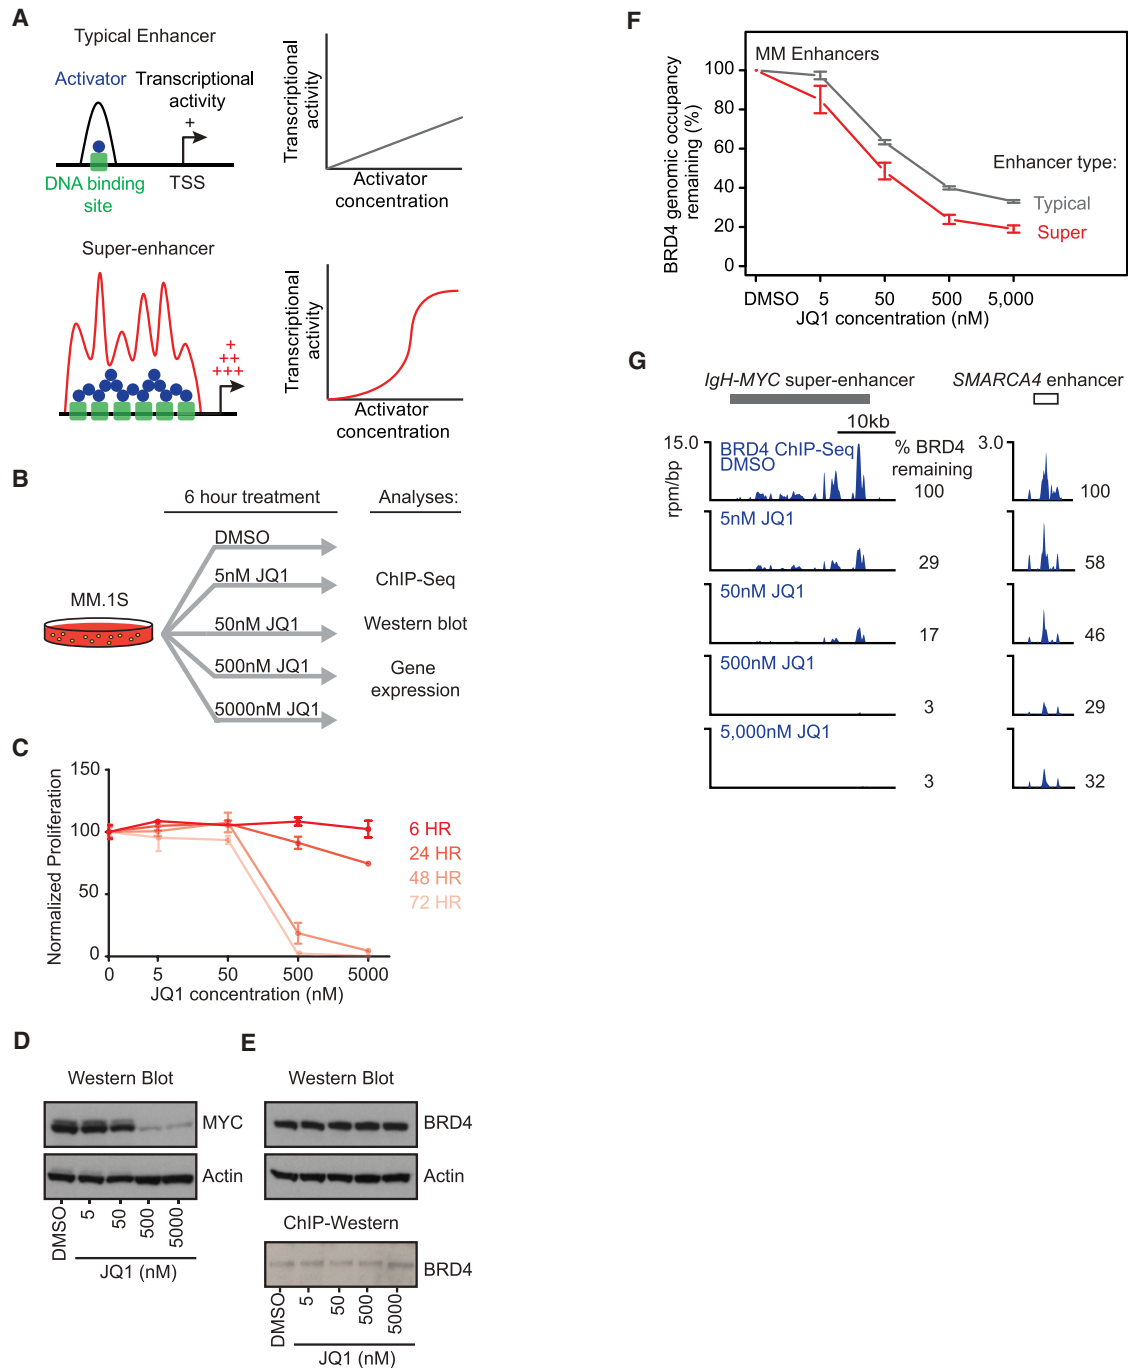 A
Typical Enhancer
Activator
Transcriptional
activity
+
DNA binding
site
TSS
Transcriptional
activity
Activator
concentration
Super-enhancer
+
++
+++
Transcriptional
activity
Activator
concentration
B
6 hour treatment
Analyses:
MM.1S
DMSO
5nM JQ1
50nM JQ1
500nM JQ1
5000nM JQ1
ChIP-Seq
Western blot
Gene
expression
C
Normalized Proliferation
150
100
50
0
0 5 50 500 5000
JQ1 concentration (nM)
6 HR
24 HR
48 HR
72 HR
D
Western Blot
MYC
Actin
DMSO 5 50 500 5000
JQ1 (nM)
E
Western Blot
BRD4
Actin
ChIP-Western
BRD4
DMSO 5 50 500 5000
JQ1 (nM)
F
MM Enhancers
BRD4 genomic occupancy
remaining (%)
100
80
60
40
20
0
DMSO 5 50 500 5,000
JQ1 concentration (nM)
Enhancer type:
Typical
Super
G
IgH-MYC super-enhancer
SMARCA4 enhancer
10kb
15.0
rpm/bp
BRD4 ChIP-Seq
DMSO
% BRD4
remaining
100
3.0
100
5nM JQ1
29
58
50nM JQ1
17
46
500nM JQ1
3
29
5,000nM JQ1
3
32